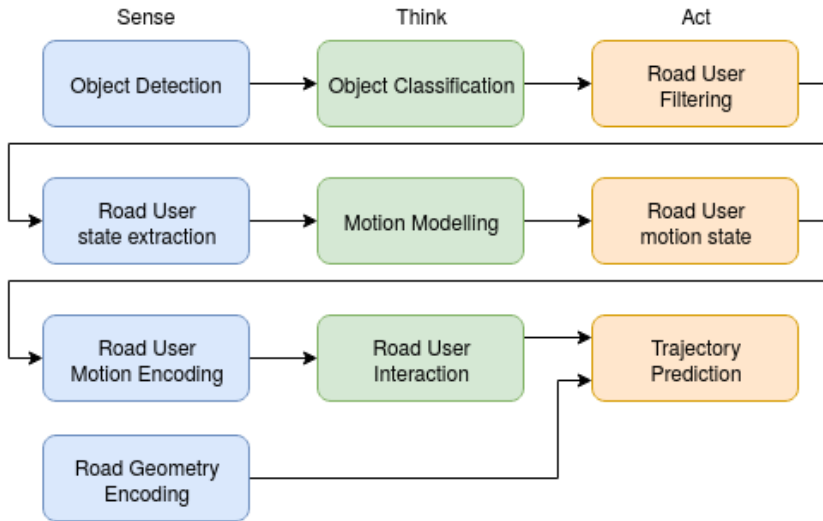 Sense
Think
Act
Object Detection
Object Classification
Road User
Filtering
Road User
state extraction
Motion Modelling
Road User
motion state
Road User
Motion Encoding
Road User
Interaction
Trajectory
Prediction
Road Geometry
Encoding